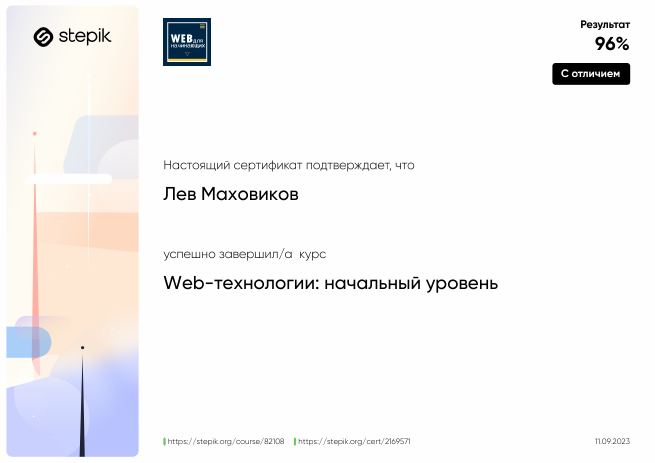 stepik
WEB для
начинающих
Результат
96%
С отличием
Настоящий сертификат подтверждает, что
Лев Маховиков
успешно завершил/а курс
Web-технологии: начальный уровень
https://stepik.org/course/82108 https://stepik.org/cert/2169571 11.09.2023